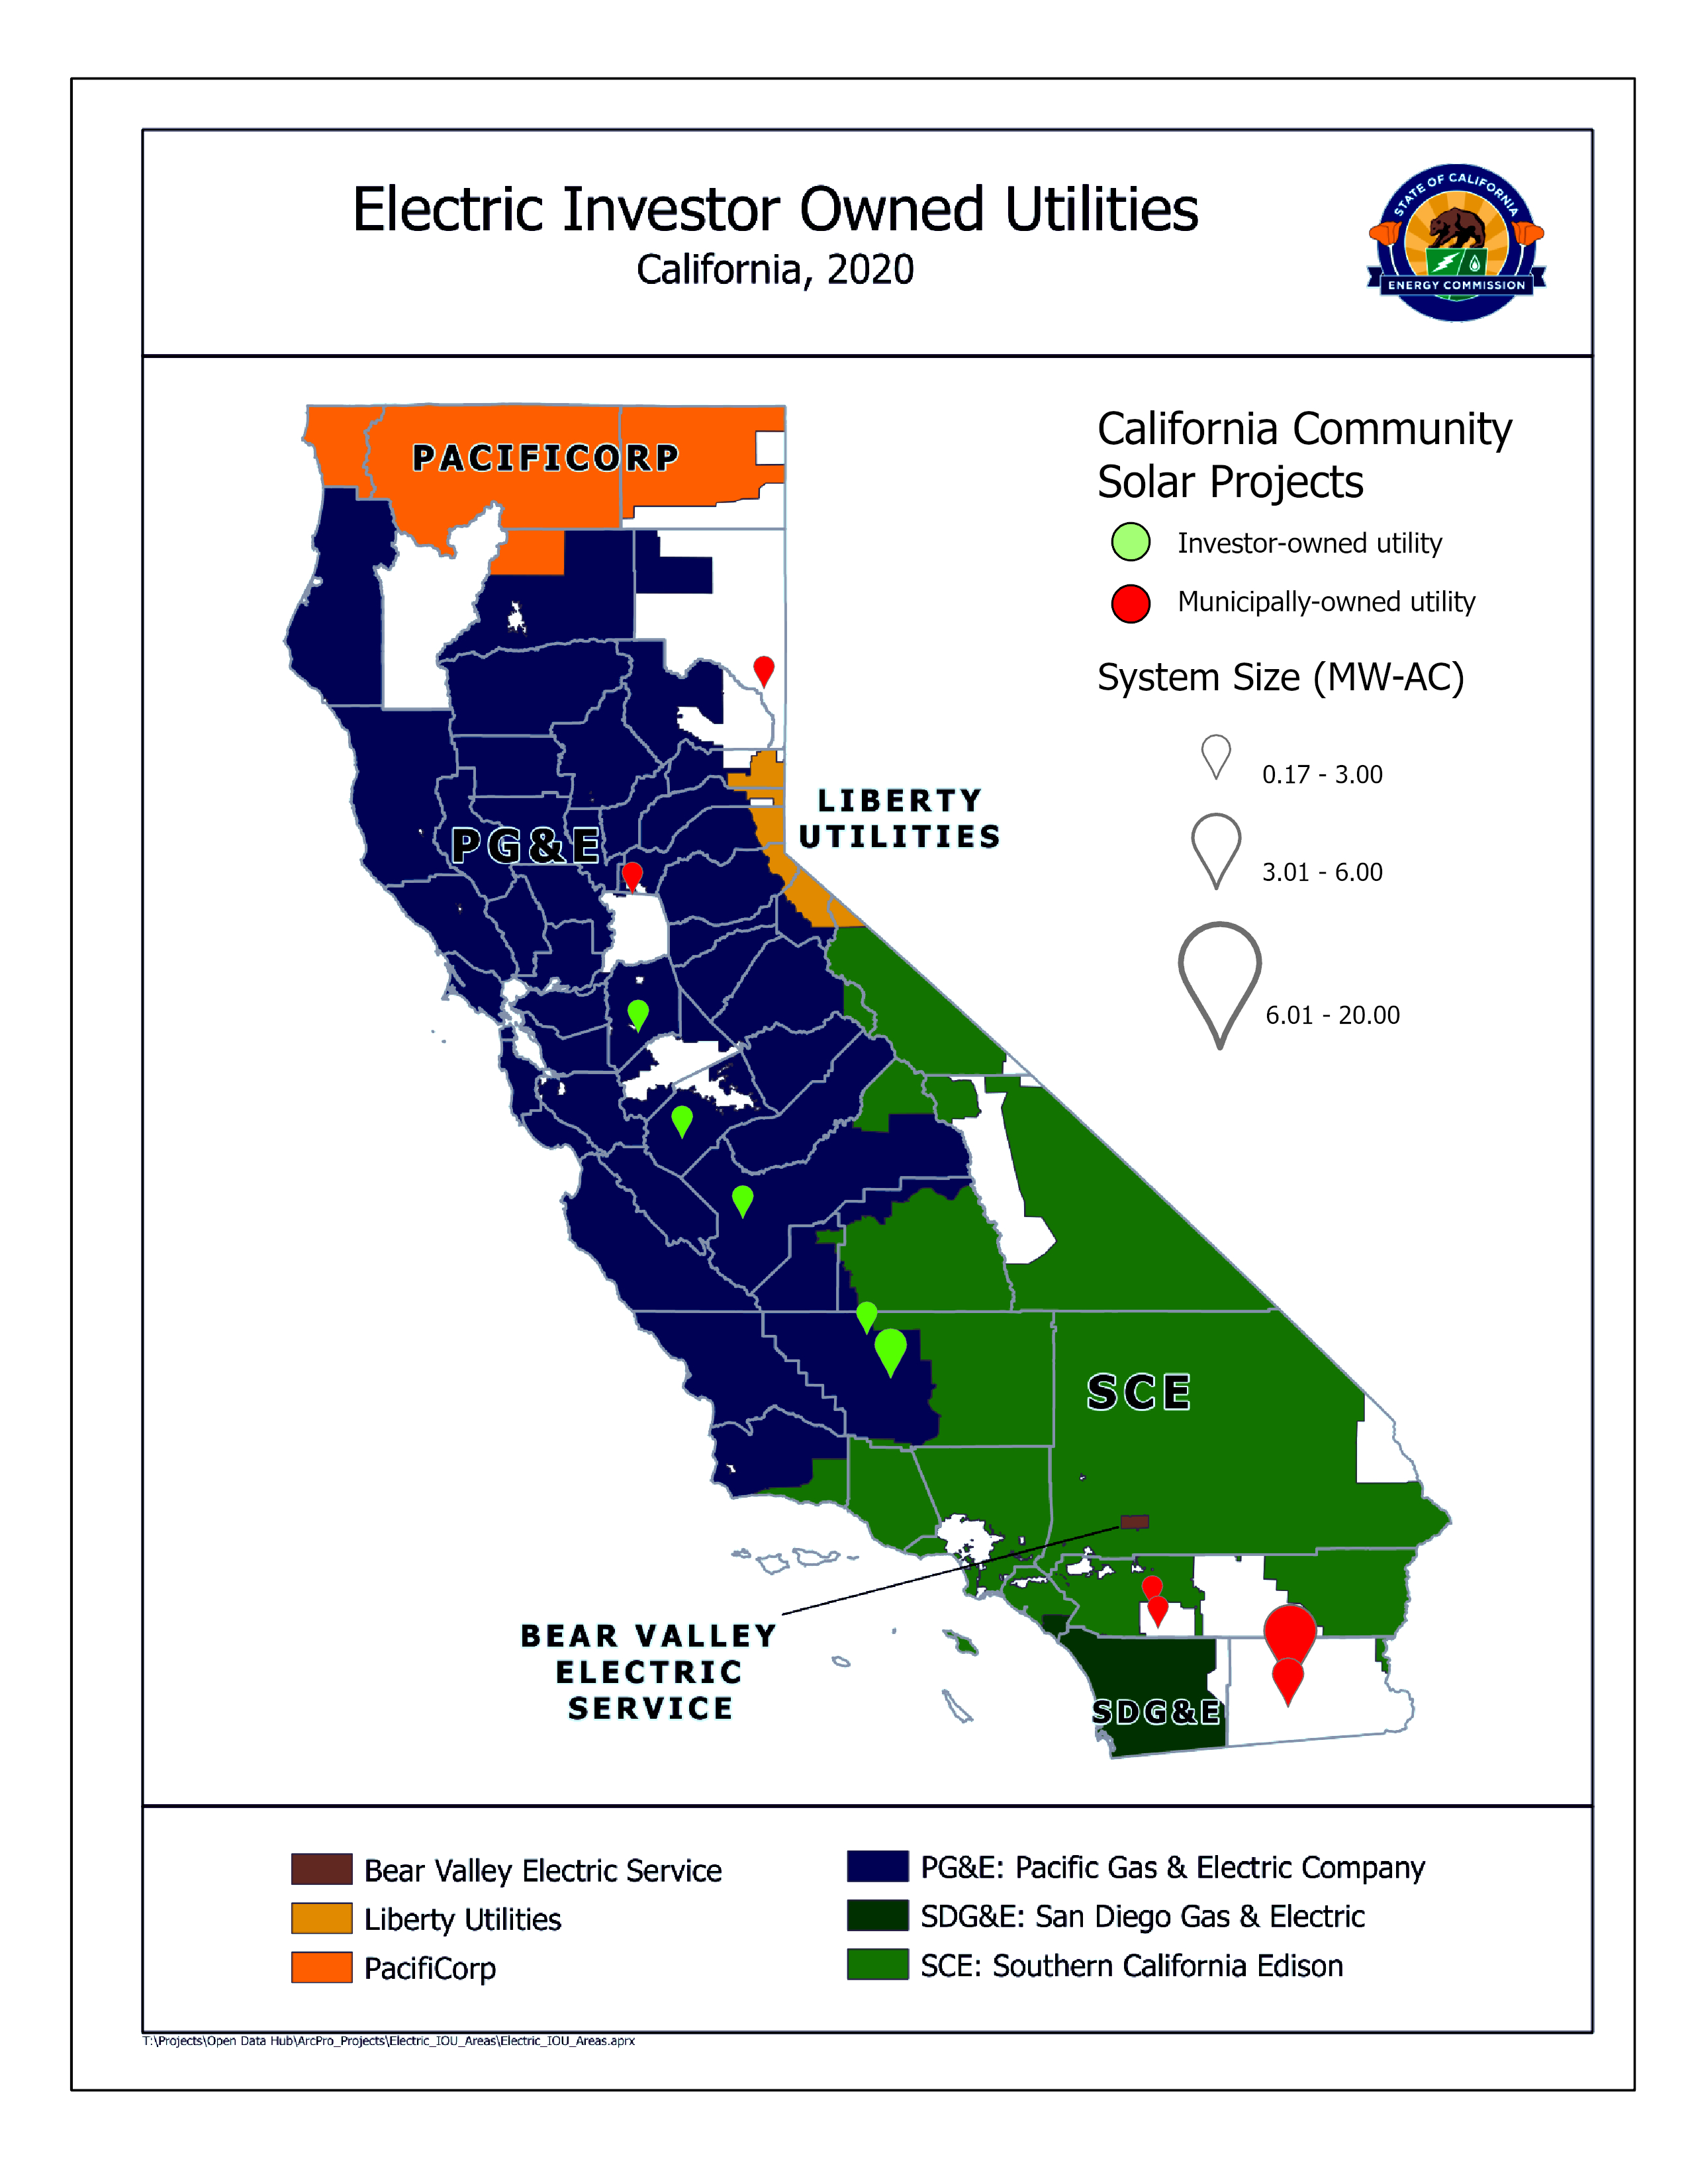 Electric Investor Owned Utilities
California, 2020
STATE OF CALIFORNIA
ENERGY COMMISSION
California Community
Solar Projects
Investor-owned utility
Municipally-owned utility
System Size (MW-AC)
0.17 - 3.00
3.01 - 6.00
6.01 - 20.00
PACIFICORP
LIBERTY
UTILITIES
PG&E
SCE
BEAR VALLEY
ELECTRIC
SERVICE
SDG&E
Bear Valley Electric Service
Liberty Utilities
PacifiCorp
PG&E: Pacific Gas & Electric Company
SDG&E: San Diego Gas & Electric
SCE: Southern California Edison
T:\Projects\Open Data Hub\ArcPro_Projects\Electric_IOU_Areas\Electric_IOU_Areas.aprx